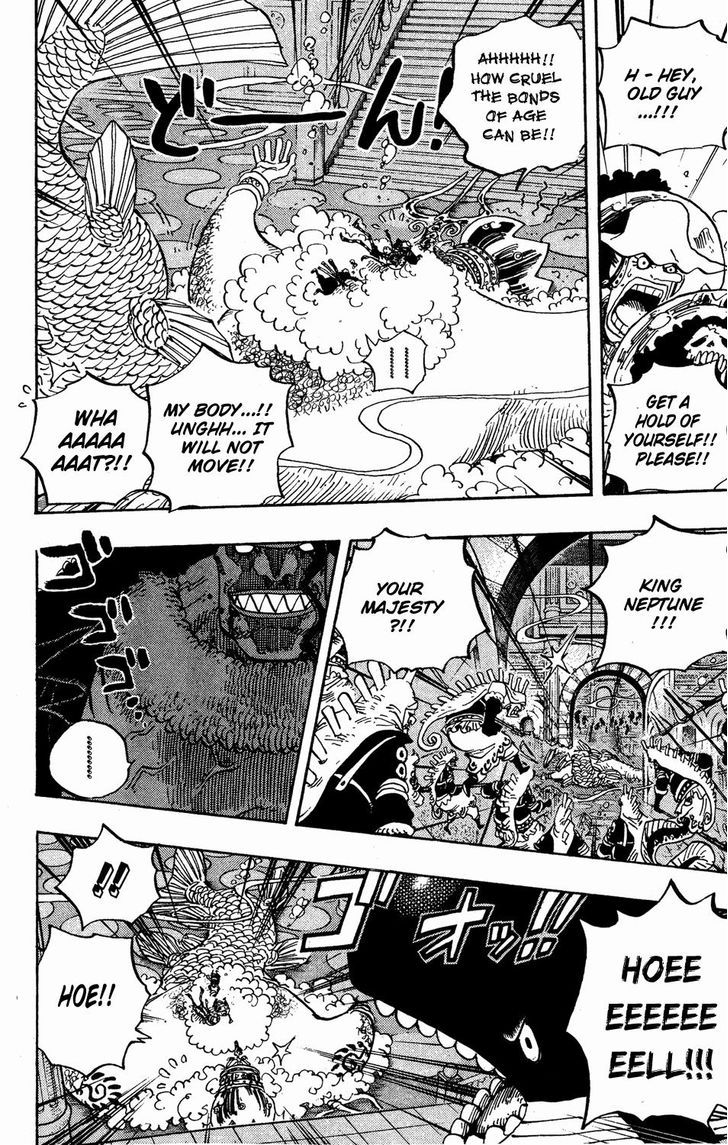 H - HEY,
OLD GUY
...!!!
GET A
HOLD OF
YOURSELF!!
PLEASE!!
AHHHHH!!
HOW CRUEL
THE BONDS
OF AGE
CAN BE!!
どーん!
!!
MY BODY...!!
UNGHH... IT
WILL NOT
MOVE!!
WHA
AAAAA
AAAT?!!
KING
NEPTUNE
!!!
YOUR
MAJESTY
?!!
ゴゴゴ
HOEE
EEEEEE
EELL!!!
ゴオッ!!
!!
HOE!!